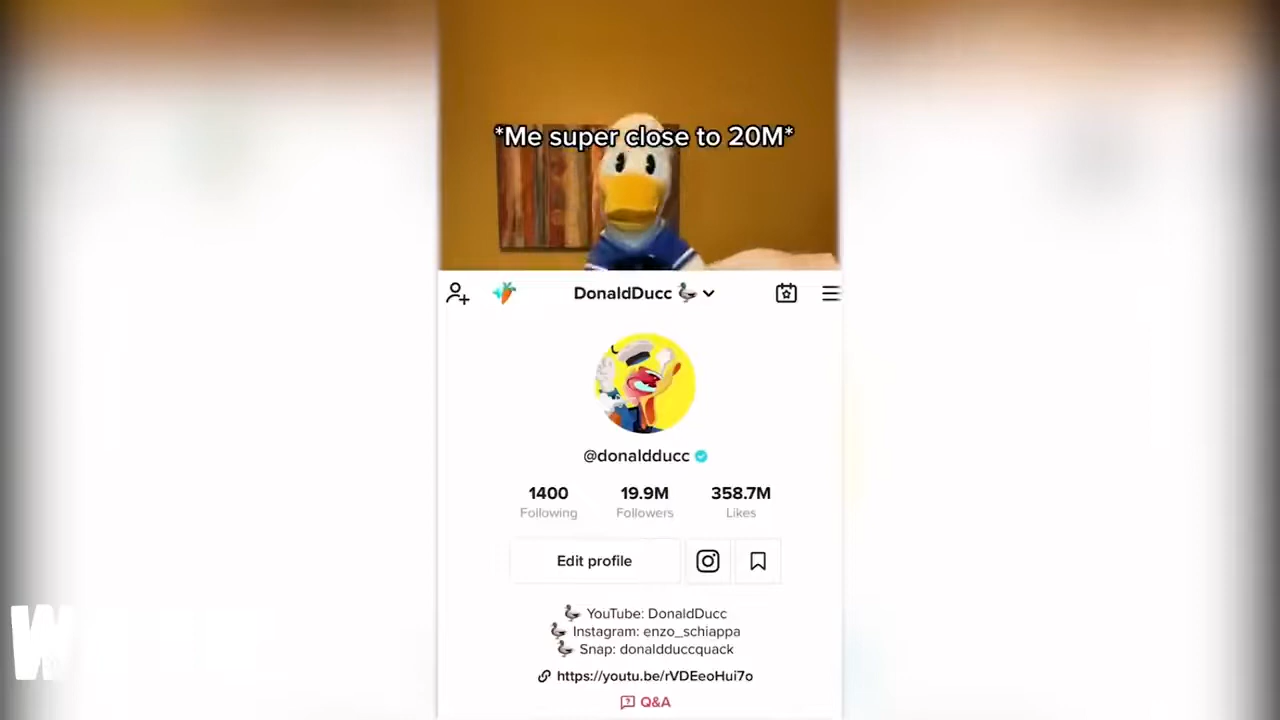 *Me super close to 20M*
DonaldDucc 🦆
@donaldducc
1400 19.9M 358.7M
Following Followers Likes
Edit profile
🦆 YouTube: DonaldDucc
🦆 Instagram: enzo_schiappa
🦆 Snap: donaldduccquack
https://youtu.be/rVDEeoHui7o
Q&A